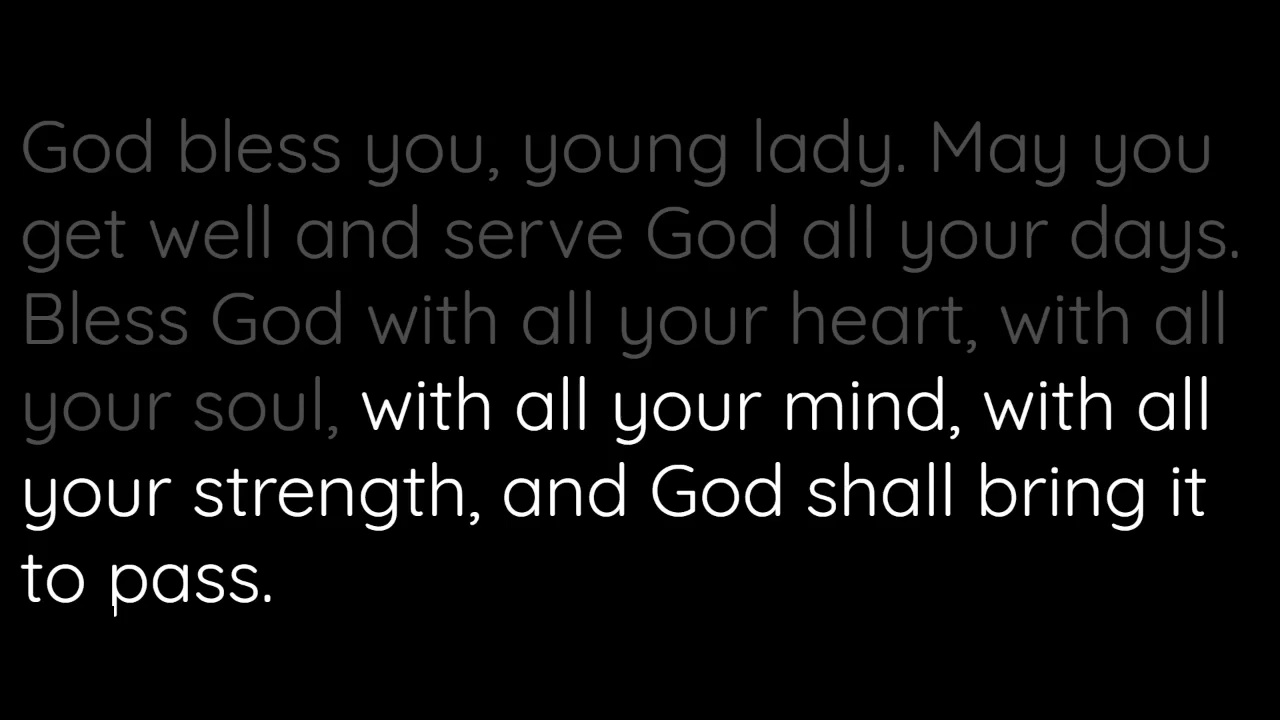 God bless you, young lady. May you
get well and serve God all your days.
Bless God with all your heart, with all
your soul, with all your mind, with all
your strength, and God shall bring it
to pass.